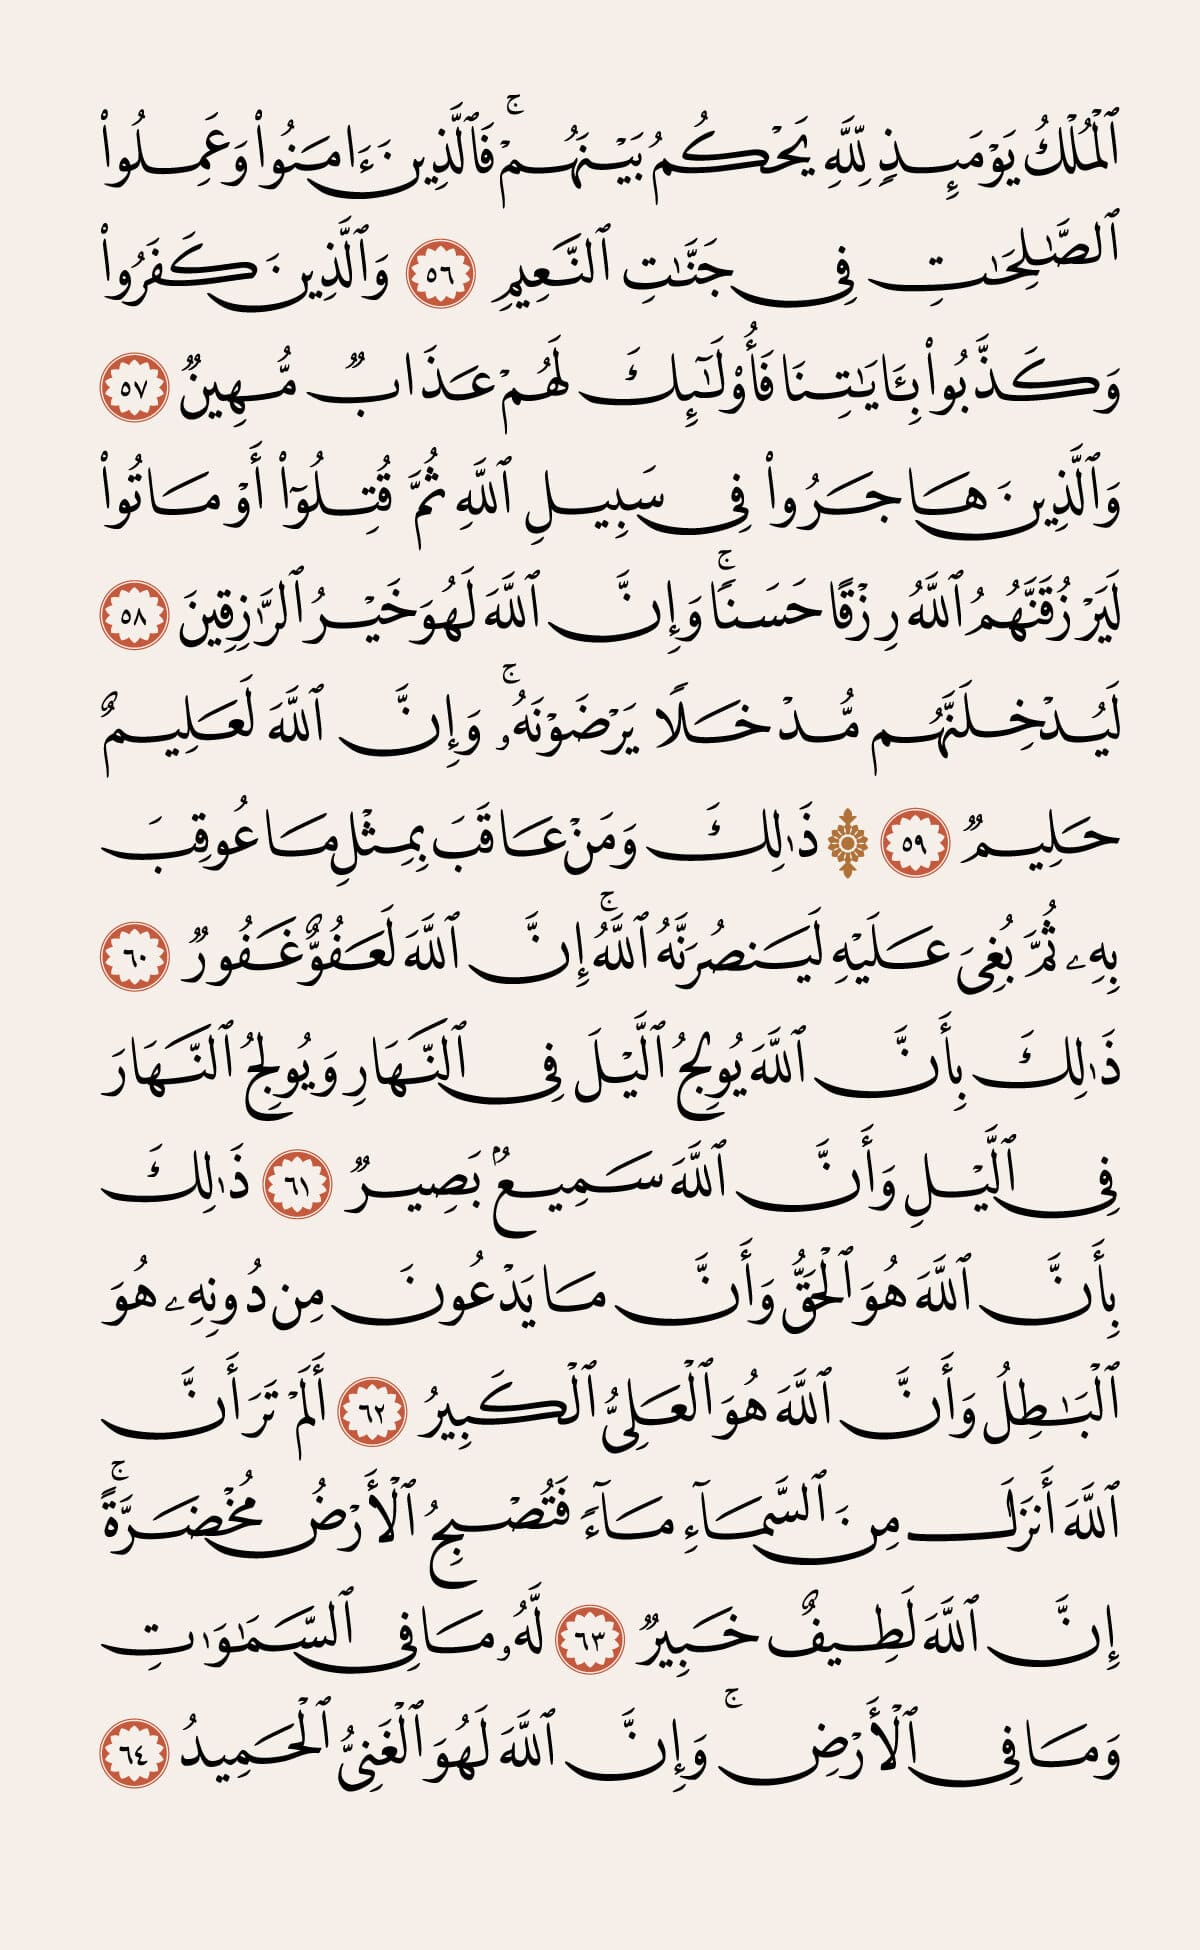 ٱلْمُلْكُ يَوْمَئِذٍ لِّلَّهِ يَحْكُمُ بَيْنَهُمْ ۚ فَٱلَّذِينَ ءَامَنُوا۟ وَعَمِلُوا۟
ٱلصَّـٰلِحَـٰتِ فِى جَنَّـٰتِ ٱلنَّعِيمِ ٥٦ وَٱلَّذِينَ كَفَرُوا۟
وَكَذَّبُوا۟ بِـَٔايَـٰتِنَا فَأُو۟لَـٰٓئِكَ لَهُمْ عَذَابٌ مُّهِينٌ ٥٧
وَٱلَّذِينَ هَاجَرُوا۟ فِى سَبِيلِ ٱللَّهِ ثُمَّ قُتِلُوٓا۟ أَوْ مَاتُوا۟
لَيَرْزُقَنَّهُمُ ٱللَّهُ رِزْقًا حَسَنًا ۚ وَإِنَّ ٱللَّهَ لَهُوَ خَيْرُ ٱلرَّٰزِقِينَ ٥٨
لَيُدْخِلَنَّهُم مُّدْخَلًا يَرْضَوْنَهُۥ ۚ وَإِنَّ ٱللَّهَ لَعَلِيمٌ
حَلِيمٌ ٥٩ ۞ ذَٰلِكَ وَمَنْ عَاقَبَ بِمِثْلِ مَا عُوقِبَ
بِهِۦ ثُمَّ بُغِىَ عَلَيْهِ لَيَنصُرَنَّهُ ٱللَّهُ ۚ إِنَّ ٱللَّهَ لَعَفُوٌّ غَفُورٌ ٦٠
ذَٰلِكَ بِأَنَّ ٱللَّهَ يُولِجُ ٱلَّيْلَ فِى ٱلنَّهَارِ وَيُولِجُ ٱلنَّهَارَ
فِى ٱلَّيْلِ وَأَنَّ ٱللَّهَ سَمِيعٌۢ بَصِيرٌ ٦١ ذَٰلِكَ
بِأَنَّ ٱللَّهَ هُوَ ٱلْحَقُّ وَأَنَّ مَا يَدْعُونَ مِن دُونِهِۦ هُوَ
ٱلْبَـٰطِلُ وَأَنَّ ٱللَّهَ هُوَ ٱلْعَلِىُّ ٱلْكَبِيرُ ٦٢ أَلَمْ تَرَ أَنَّ
ٱللَّهَ أَنزَلَ مِنَ ٱلسَّمَآءِ مَآءً فَتُصْبِحُ ٱلْأَرْضُ مُخْضَرَّةً ۚ
إِنَّ ٱللَّهَ لَطِيفٌ خَبِيرٌ ٦٣ لَّهُۥ مَا فِى ٱلسَّمَـٰوَٰتِ
وَمَا فِى ٱلْأَرْضِ ۚ وَإِنَّ ٱللَّهَ لَهُوَ ٱلْغَنِىُّ ٱلْحَمِيدُ ٦٤